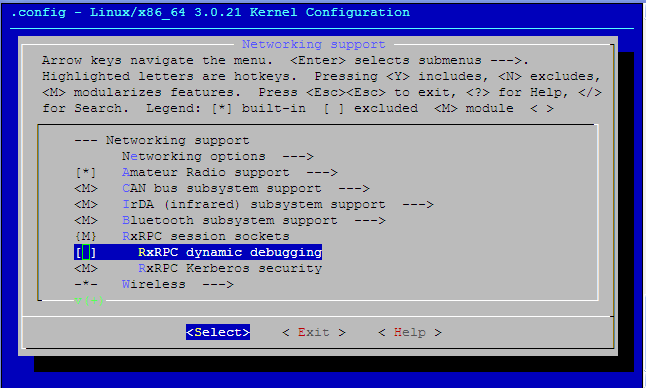 .config - Linux/x86_64 3.0.21 Kernel Configuration
Networking support
Arrow keys navigate the menu.  <Enter> selects submenus --->.
Highlighted letters are hotkeys.  Pressing <Y> includes, <N> excludes,
<M> modularizes features.  Press <Esc><Esc> to exit, <?> for Help, </>
for Search.  Legend: [*] built-in  [ ] excluded  <M> module  < >
--- Networking support
Networking options  --->
[*]   Amateur Radio support  --->
<M>   CAN bus subsystem support  --->
<M>   IrDA (infrared) subsystem support  --->
<M>   Bluetooth subsystem support  --->
{M}   RxRPC session sockets
[ ]     RxRPC dynamic debugging
<M>     RxRPC Kerberos security
-*-   Wireless  --->
<Select>    < Exit >    < Help >